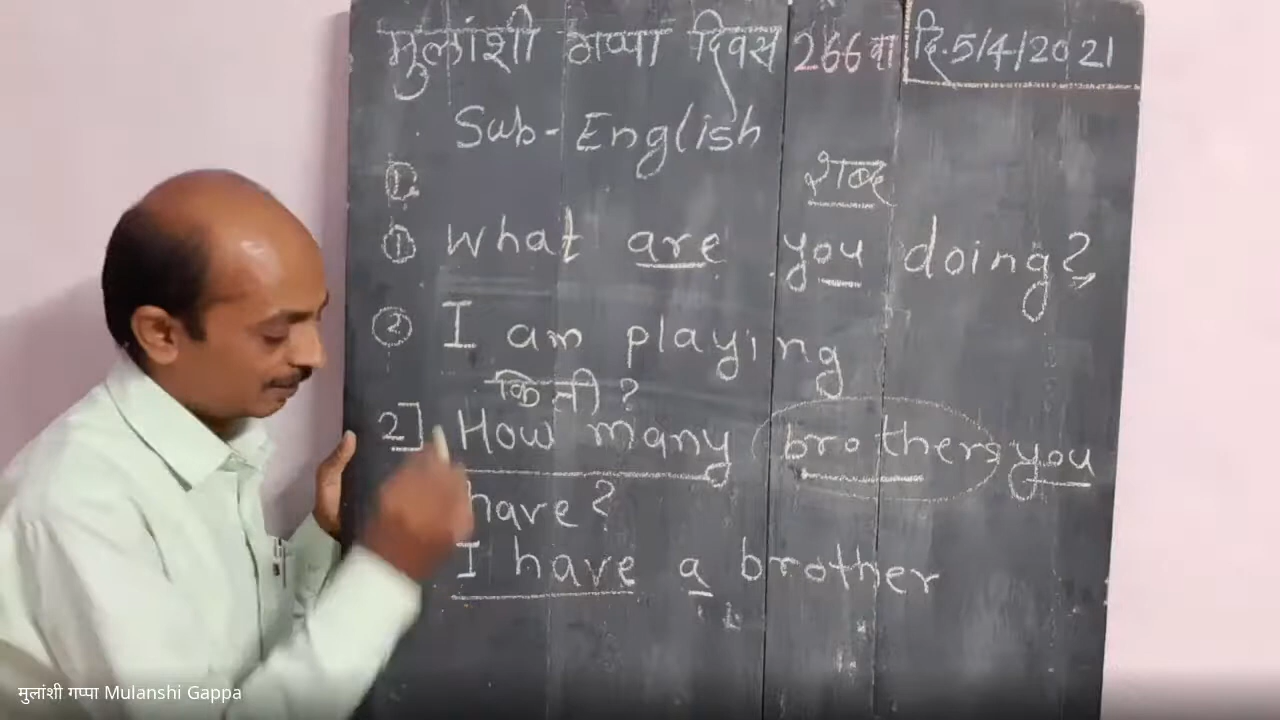 मुलांशी गप्पा दिवस 266 वा दि. 5/4/2021
Sub- English
①.
शब्द
① What are you doing?
② I am playing
किती ?
2] How many brothers you
have?
I have a brother
मुलांशी गप्पा Mulanshi Gappa